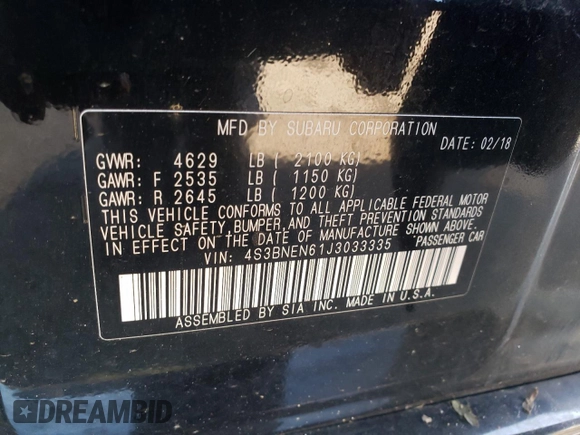 MFD BY SUBARU CORPORATION
DATE: 02/18
GVWR: 4629 LB ( 2100 KG)
GAWR: F 2535 LB ( 1150 KG)
GAWR: R 2645 LB ( 1200 KG)
THIS VEHICLE CONFORMS TO ALL APPLICABLE FEDERAL MOTOR
VEHICLE SAFETY, BUMPER, AND THEFT PREVENTION STANDARDS
IN EFFECT ON THE DATE OF MANUFACTURE SHOWN ABOVE.
VIN: 4S3BNEN61J3033335 "PASSENGER CAR
ASSEMBLED BY SIA INC. MADE IN U.S.A.
DREAMBID